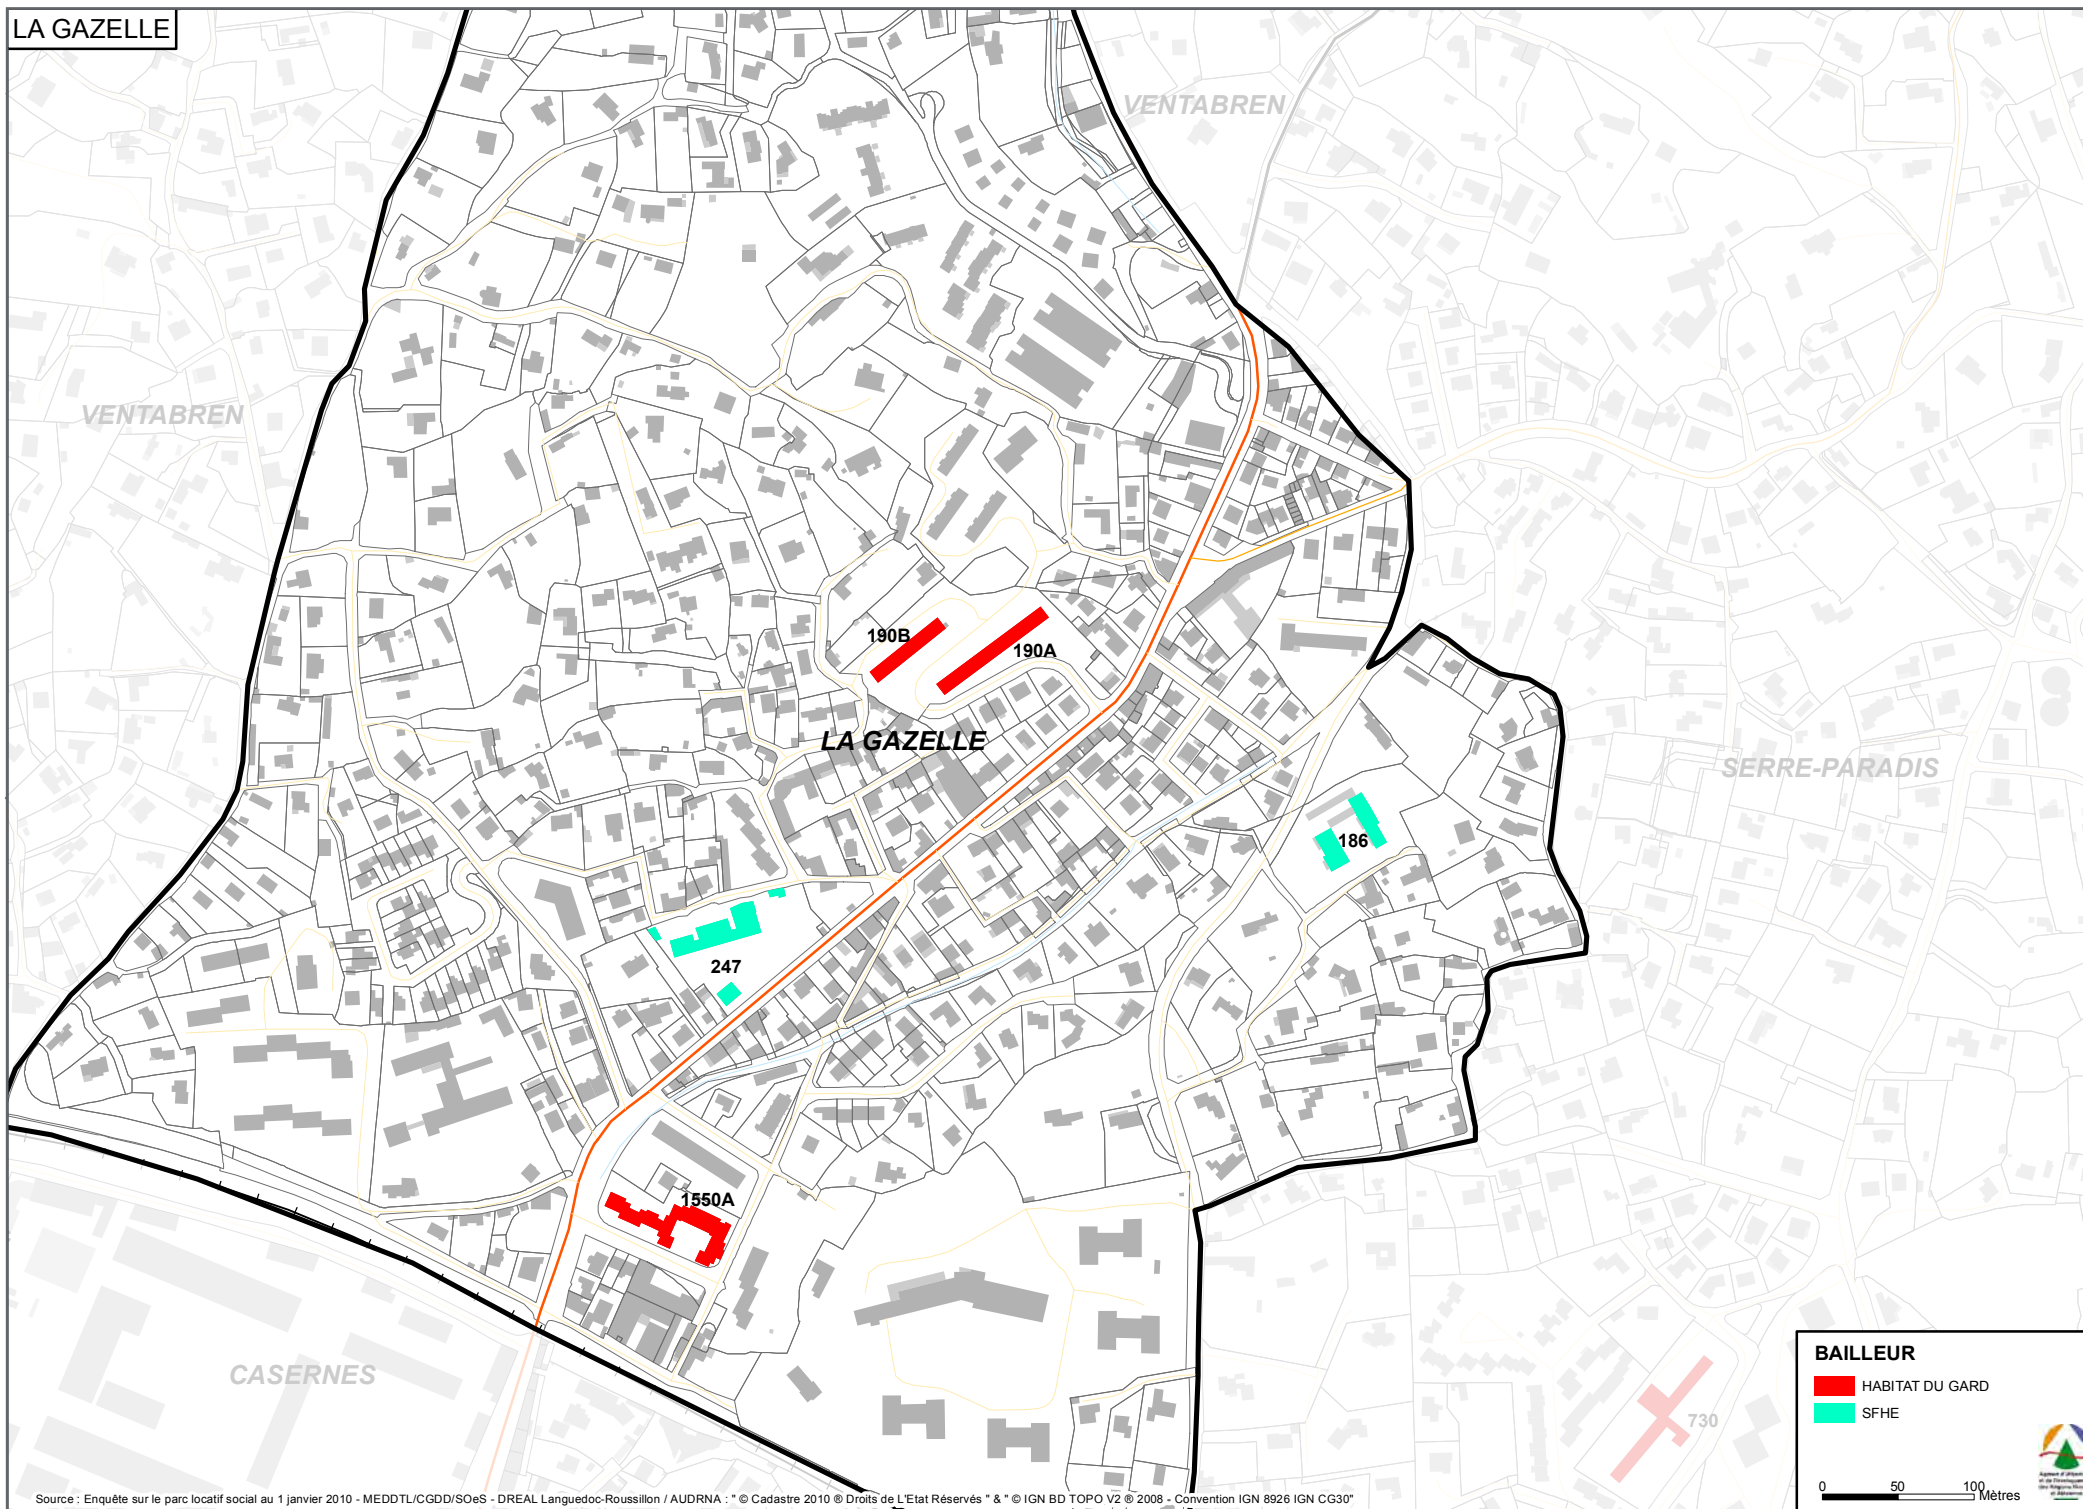 LA GAZELLE
VENTABREN
VENTABREN
190B
190A
LA GAZELLE
SERRE-PARADIS
186
247
1550A
CASERNES
730
BAILLEUR
HABITAT DU GARD
SFHE
0 50 100 Mètres
Source : Enquête sur le parc locatif social au 1 janvier 2010 - MEDDTL/CGDD/SOeS - DREAL Languedoc-Roussillon / AUDRNA : " © Cadastre 2010 ® Droits de L'Etat Réservés " & " © IGN BD TOPO V2 ® 2008 - Convention IGN 8926 IGN CG30"